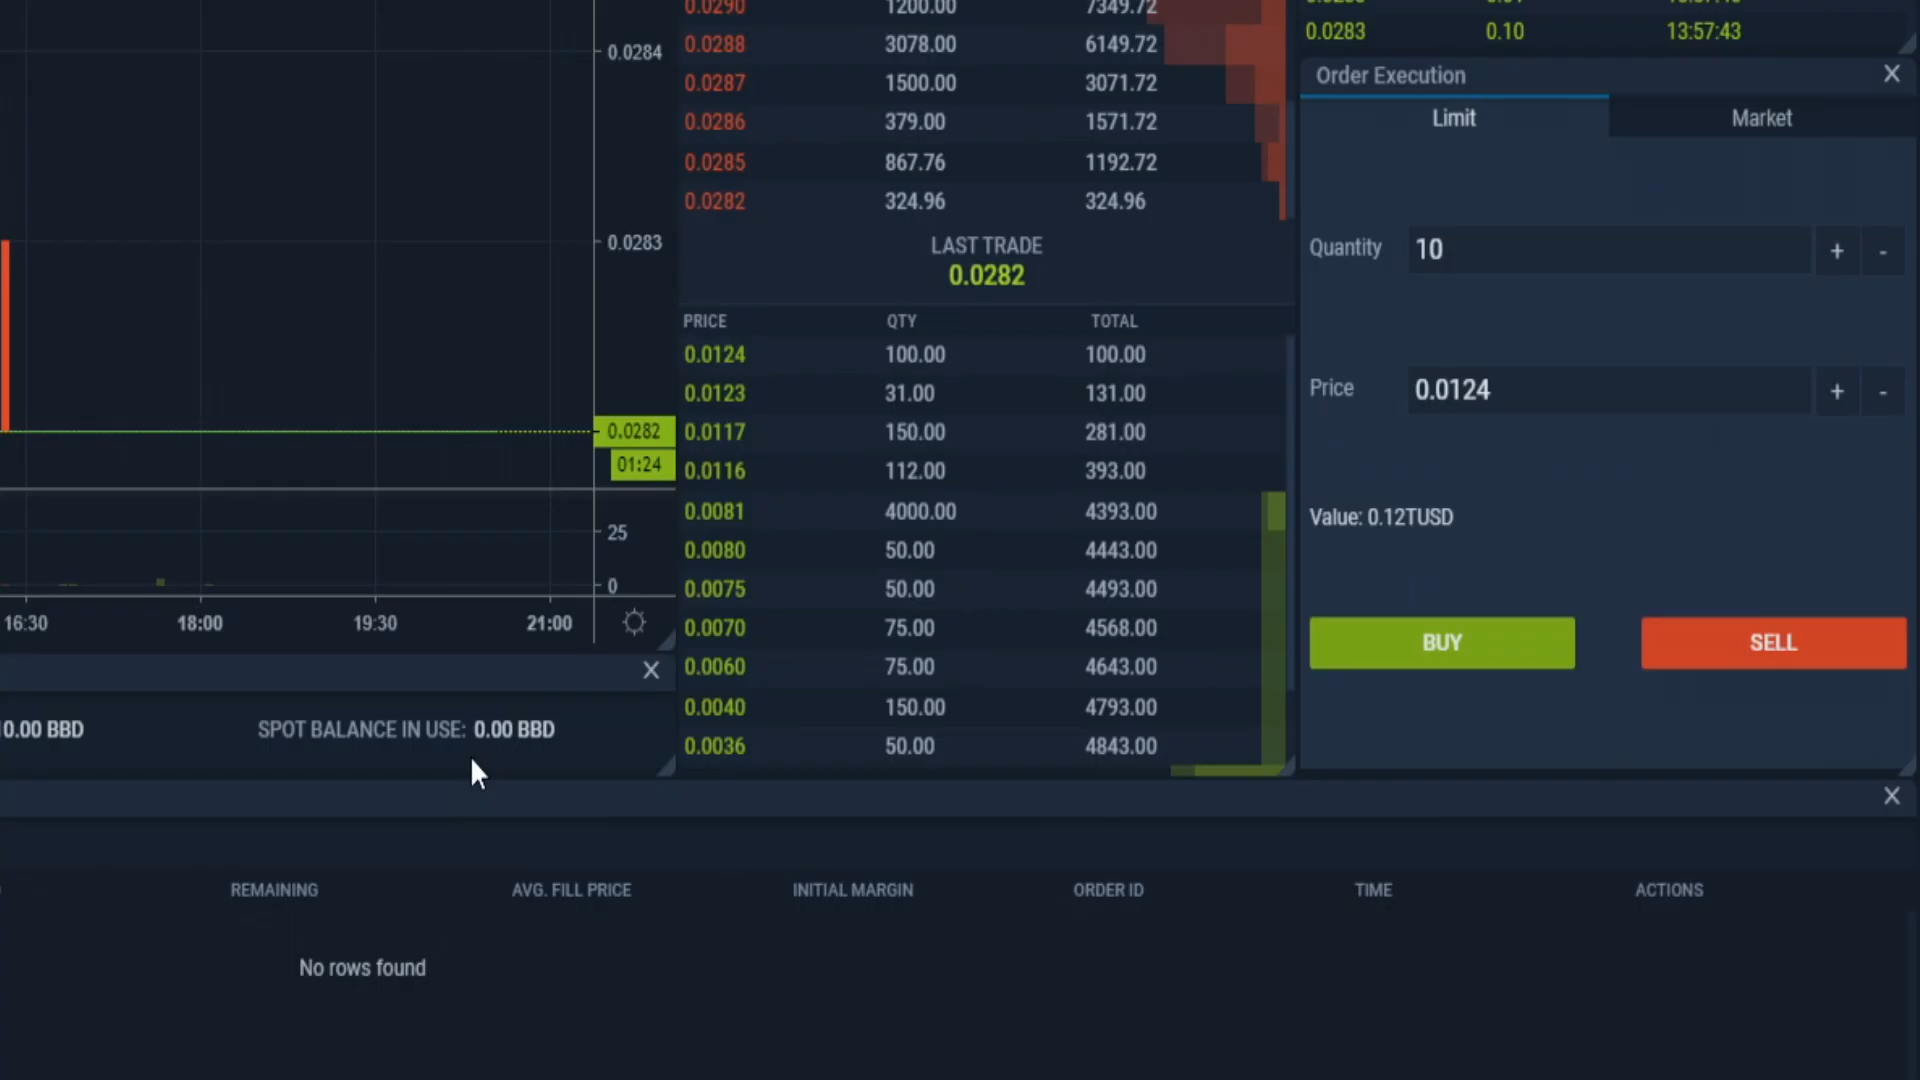 0.0284
0.0283
0.0282
01:24
25
0
16:30 18:00 19:30 21:00
0.0290 1200.00 7349.72
0.0288 3078.00 6149.72
0.0287 1500.00 3071.72
0.0286 379.00 1571.72
0.0285 867.76 1192.72
0.0282 324.96 324.96
LAST TRADE
0.0282
PRICE QTY TOTAL
0.0124 100.00 100.00
0.0123 31.00 131.00
0.0117 150.00 281.00
0.0116 112.00 393.00
0.0081 4000.00 4393.00
0.0080 50.00 4443.00
0.0075 50.00 4493.00
0.0070 75.00 4568.00
0.0060 75.00 4643.00
0.0040 150.00 4793.00
0.0036 50.00 4843.00
0.0283 0.10 13:57:43
Order Execution X
Limit Market
Quantity 10 + -
Price 0.0124 + -
Value: 0.12TUSD
BUY SELL
X
0.00 BBD SPOT BALANCE IN USE: 0.00 BBD
X
REMAINING AVG. FILL PRICE INITIAL MARGIN ORDER ID TIME ACTIONS
No rows found